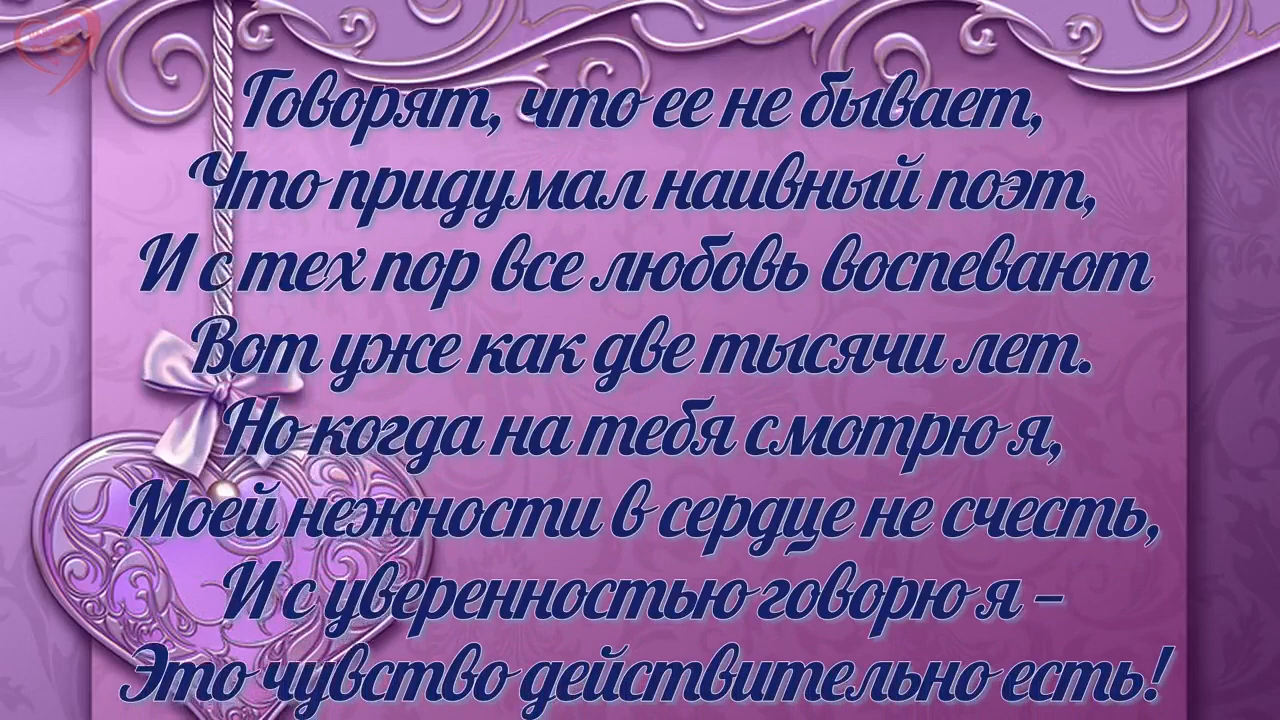 Говорят, что ее не бывает,
Что придумал наивный поэт,
И с тех пор все любовь воспевают
Вот уже как две тысячи лет.
Но когда на тебя смотрю я,
Моей нежности в сердце не счесть,
И с уверенностью говорю я –
Это чувство действительно есть!